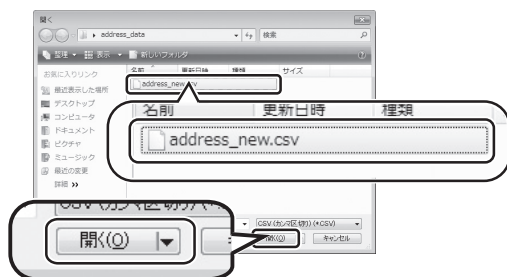 開く
address_data
検索
整理 表示 新しいフォルダ
お気に入りリンク
名前 更新日時 種類 サイズ
最近表示した場所
デスクトップ
コンピュータ
ドキュメント
ピクチャ
ミュージック
最近の変更
詳細 >>
address_new.csv
名前 更新日時 種類
address_new.csv
CSV (カンマ区切り) (*CSV)
開く(O) キャンセル
開く(O)